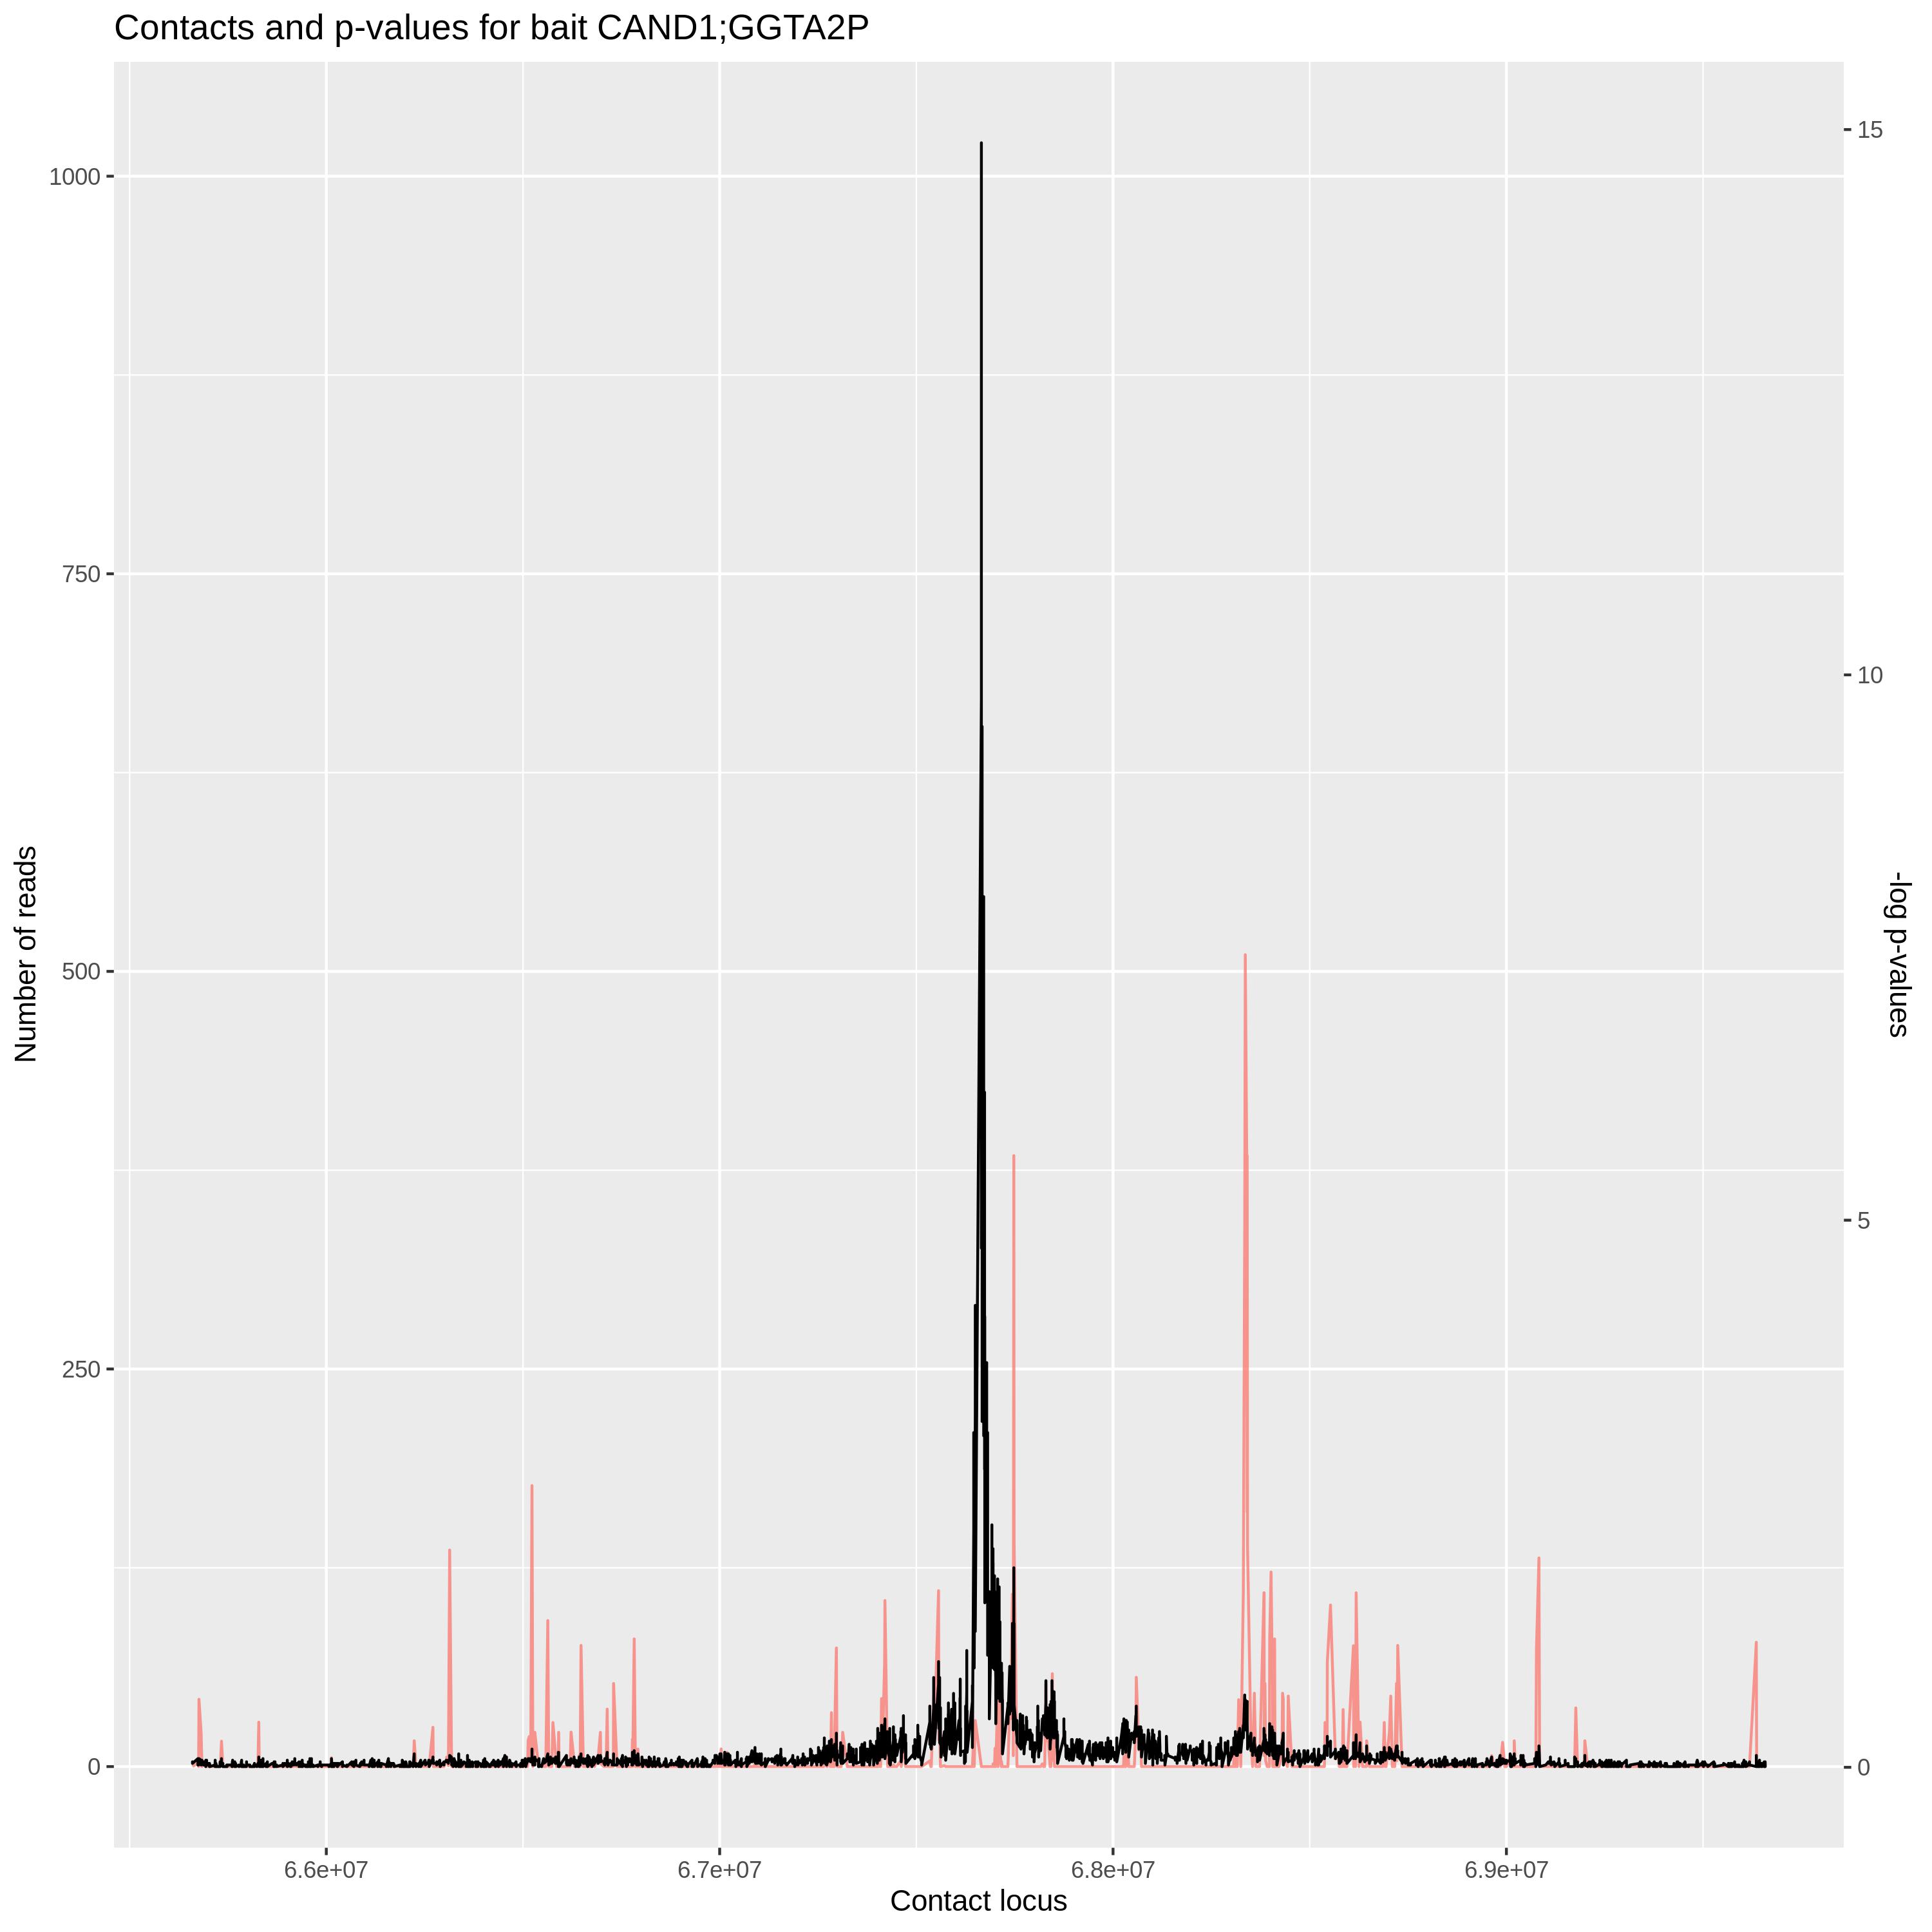 Contacts and p-values for bait CAND1;GGTA2P
Number of reads
1000
750
500
250
0
15
10
5
0
-log p-values
6.6e+07 6.7e+07 6.8e+07 6.9e+07
Contact locus